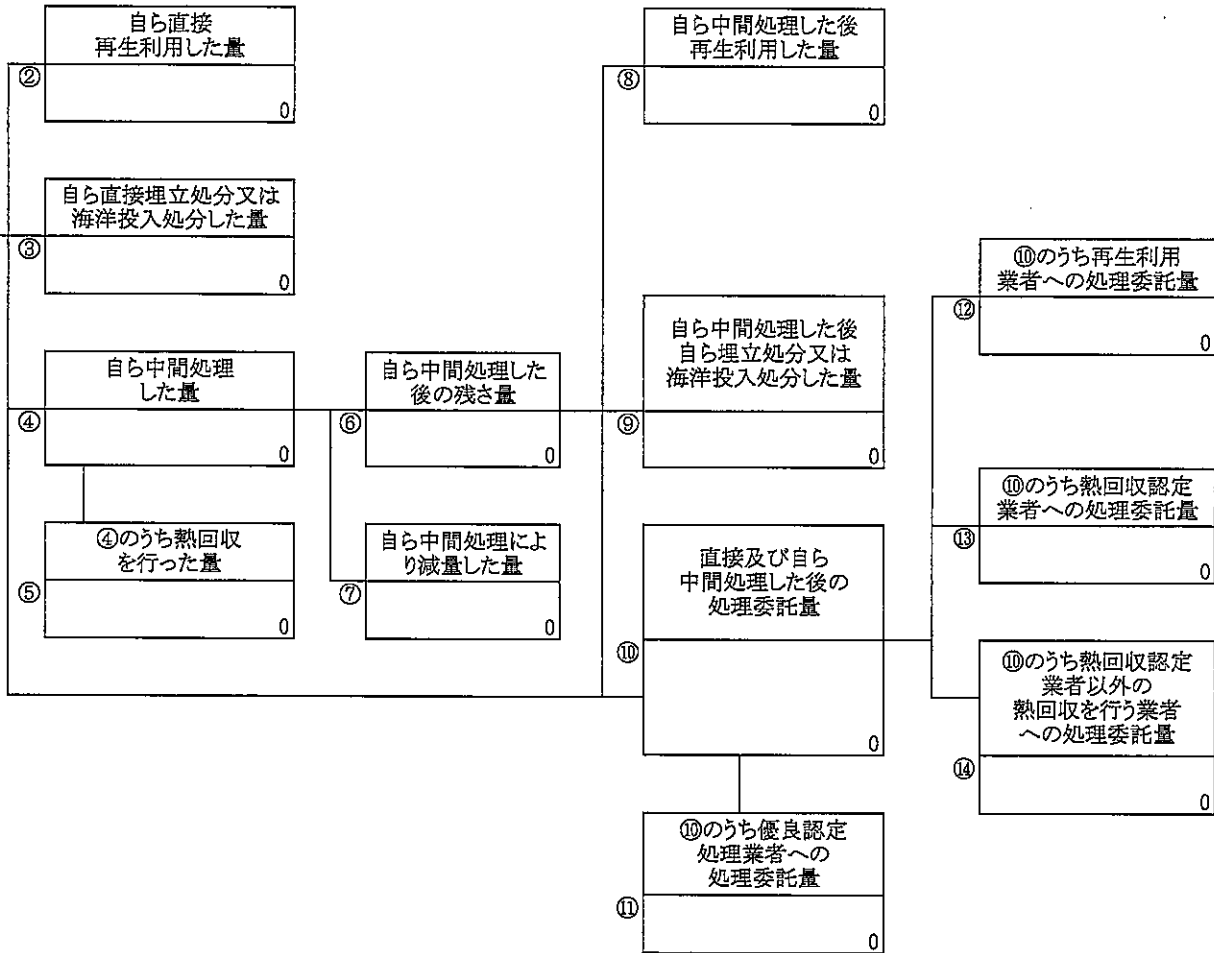 自ら直接
再生利用した量
②
0
自ら直接埋立処分又は
海洋投入処分した量
③
0
自ら中間処理
した量
④
0
④のうち熱回収
を行った量
⑤
0
自ら中間処理した
後の残さ量
⑥
0
自ら中間処理によ
り減量した量
⑦
0
自ら中間処理した後
再生利用した量
⑧
0
自ら中間処理した後
自ら埋立処分又は
海洋投入処分した量
⑨
0
直接及び自ら
中間処理した後の
処理委託量
⑩
0
⑩のうち優良認定
処理業者への
処理委託量
⑪
0
⑩のうち再生利用
業者への処理委託量
⑫
0
⑩のうち熱回収認定
業者への処理委託量
⑬
0
⑩のうち熱回収認定
業者以外の
熱回収を行う業者
への処理委託量
⑭
0